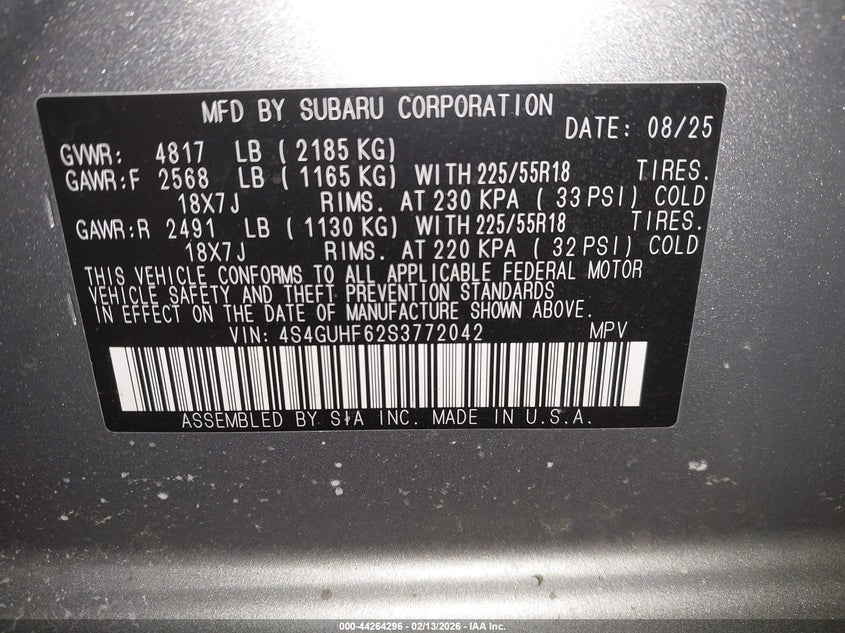 MFD BY SUBARU CORPORATION
DATE: 08/25
GVWR: 4817 LB ( 2185 KG)
GAWR:F 2568 LB ( 1165 KG) WITH 225/55R18 TIRES.
18X7J RIMS. AT 230 KPA ( 33 PSI) COLD
GAWR:R 2491 LB ( 1130 KG) WITH 225/55R18 TIRES.
18X7J RIMS. AT 220 KPA ( 32 PSI) COLD
THIS VEHICLE CONFORMS TO ALL APPLICABLE FEDERAL MOTOR
VEHICLE SAFETY AND THEFT PREVENTION STANDARDS
IN EFFECT ON THE DATE OF MANUFACTURE SHOWN ABOVE.
VIN: 4S4GUHF62S3772042 MPV
ASSEMBLED BY SIA INC. MADE IN U.S.A.
000-44264296 - 02/13/2026 - IAA Inc.